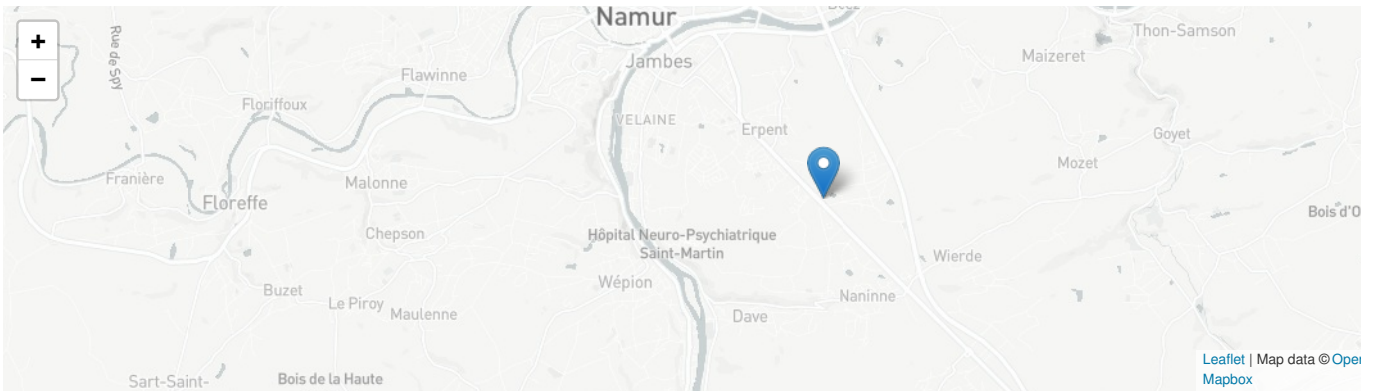 Namur
Beez
Thon-Samson
+
Rue de Spy
Maizeret
Jambes
Flawinne
−
Floriffoux
VELAINE
Erpent
Goyet
Mozet
Franière
Malonne
Floreffe
Bois d'O
Chepson
Hôpital Neuro-Psychiatrique
Saint-Martin
Wierde
Wépion
Buzet
Naninne
Le Piroy
Maulenne
Dave
Leaflet | Map data © Oper
Mapbox
Sart-Saint-
Bois de la Haute